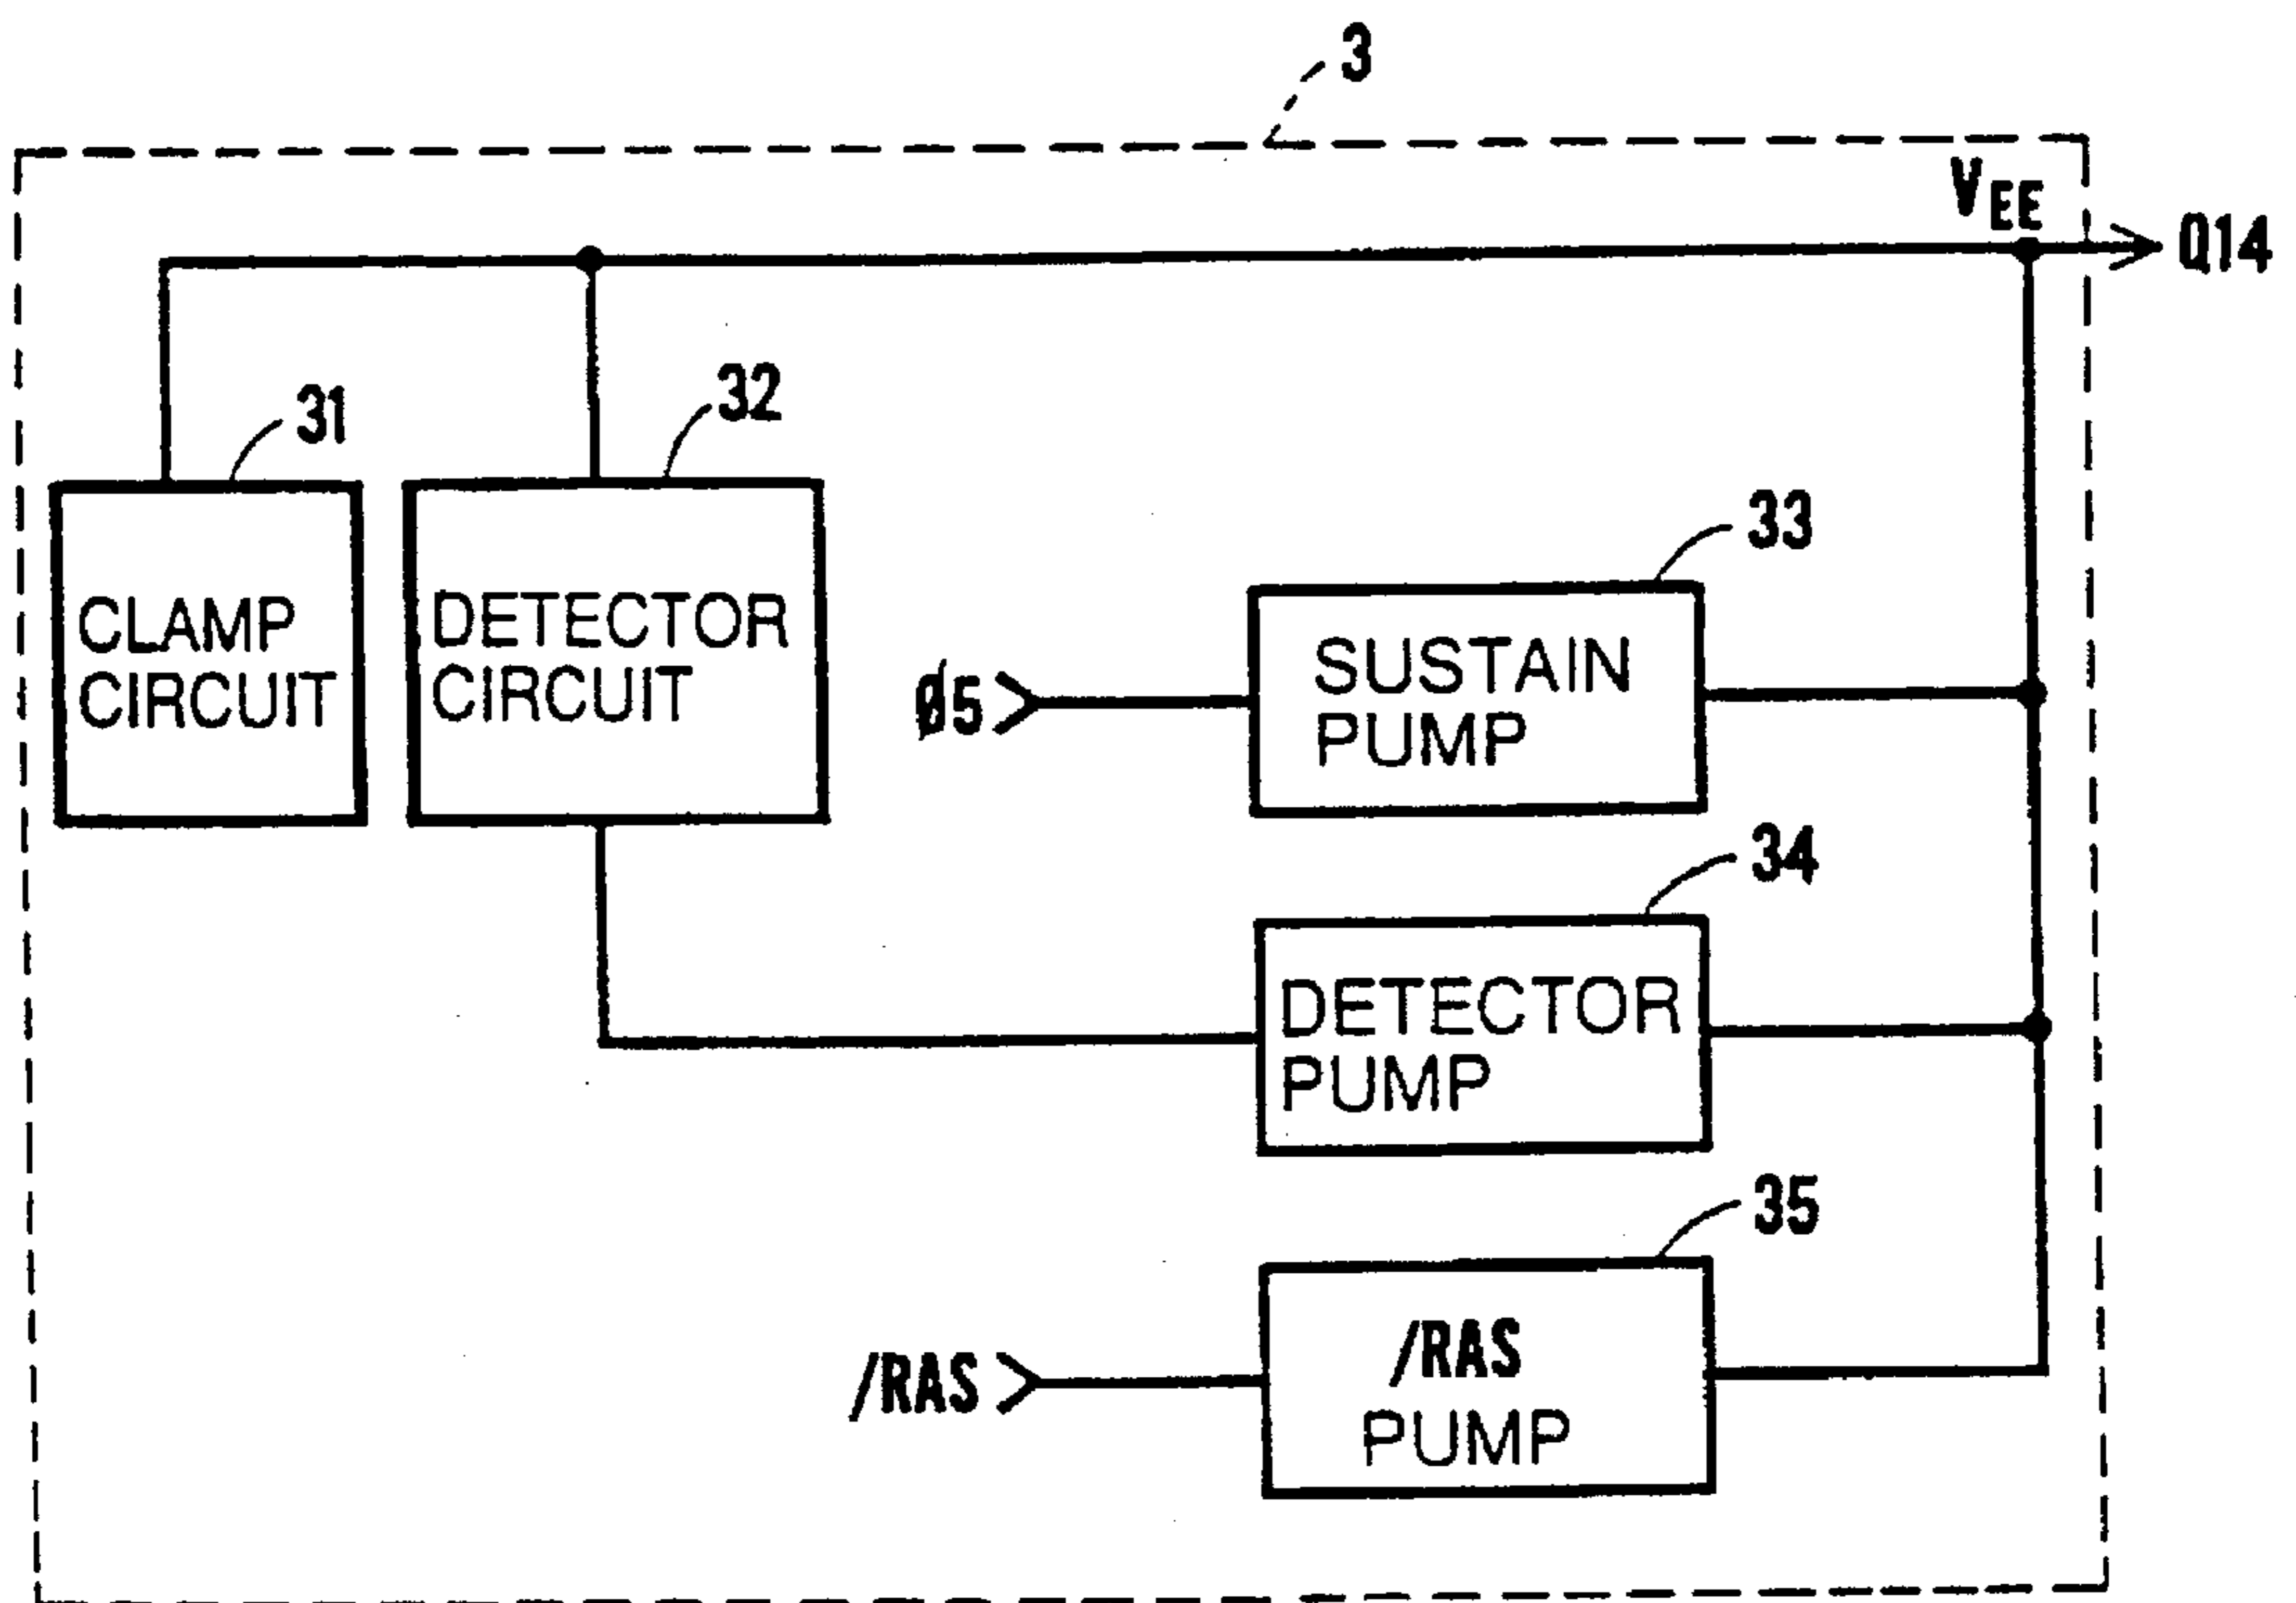 3
VEE
Q14
31
32
CLAMP
CIRCUIT
DETECTOR
CIRCUIT
33
ø5
SUSTAIN
PUMP
34
DETECTOR
PUMP
35
/RAS
/RAS
PUMP